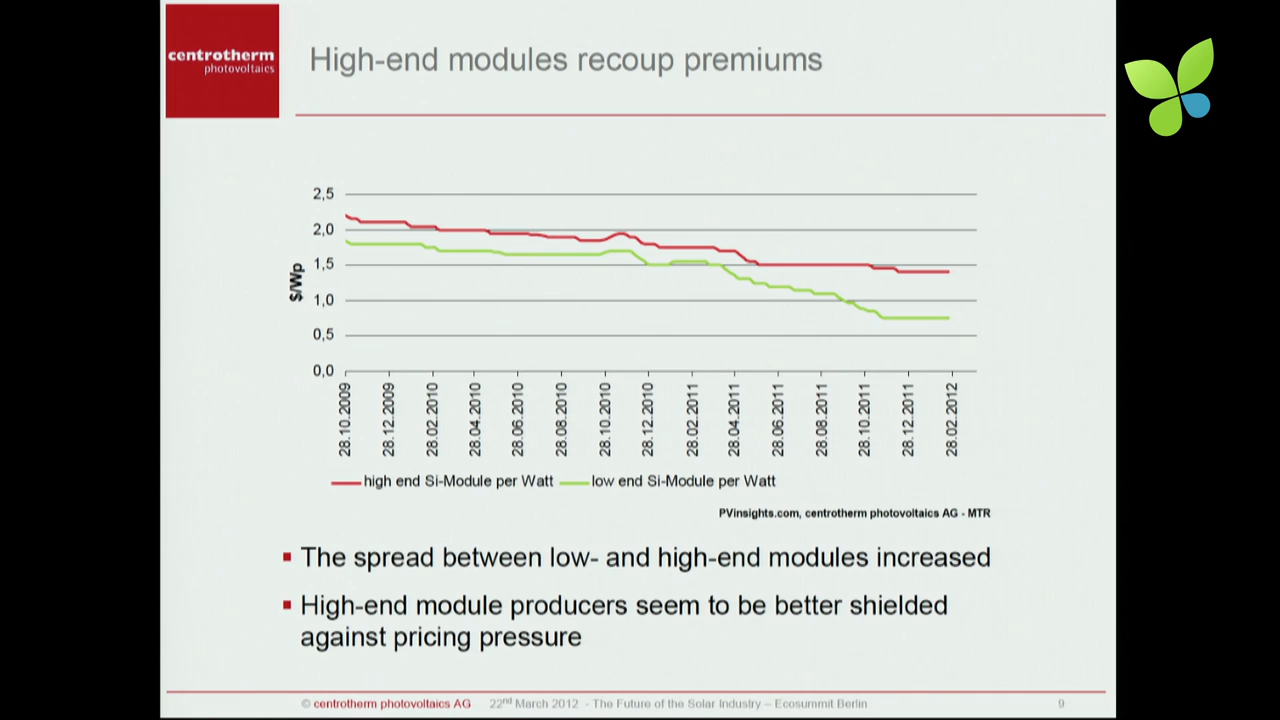 centrotherm
photovoltaics
High-end modules recoup premiums
2,5
2,0
1,5
1,0
0,5
0,0
$/Wp
28.10.2009
28.12.2009
28.02.2010
28.04.2010
28.06.2010
28.08.2010
28.10.2010
28.12.2010
28.02.2011
28.04.2011
28.06.2011
28.08.2011
28.10.2011
28.12.2011
28.02.2012
high end Si-Module per Watt
low end Si-Module per Watt
PVinsights.com, centrotherm photovoltaics AG - MTR
The spread between low- and high-end modules increased
High-end module producers seem to be better shielded
against pricing pressure
© centrotherm photovoltaics AG 22nd March 2012 - The Future of the Solar Industry – Ecosummit Berlin 9